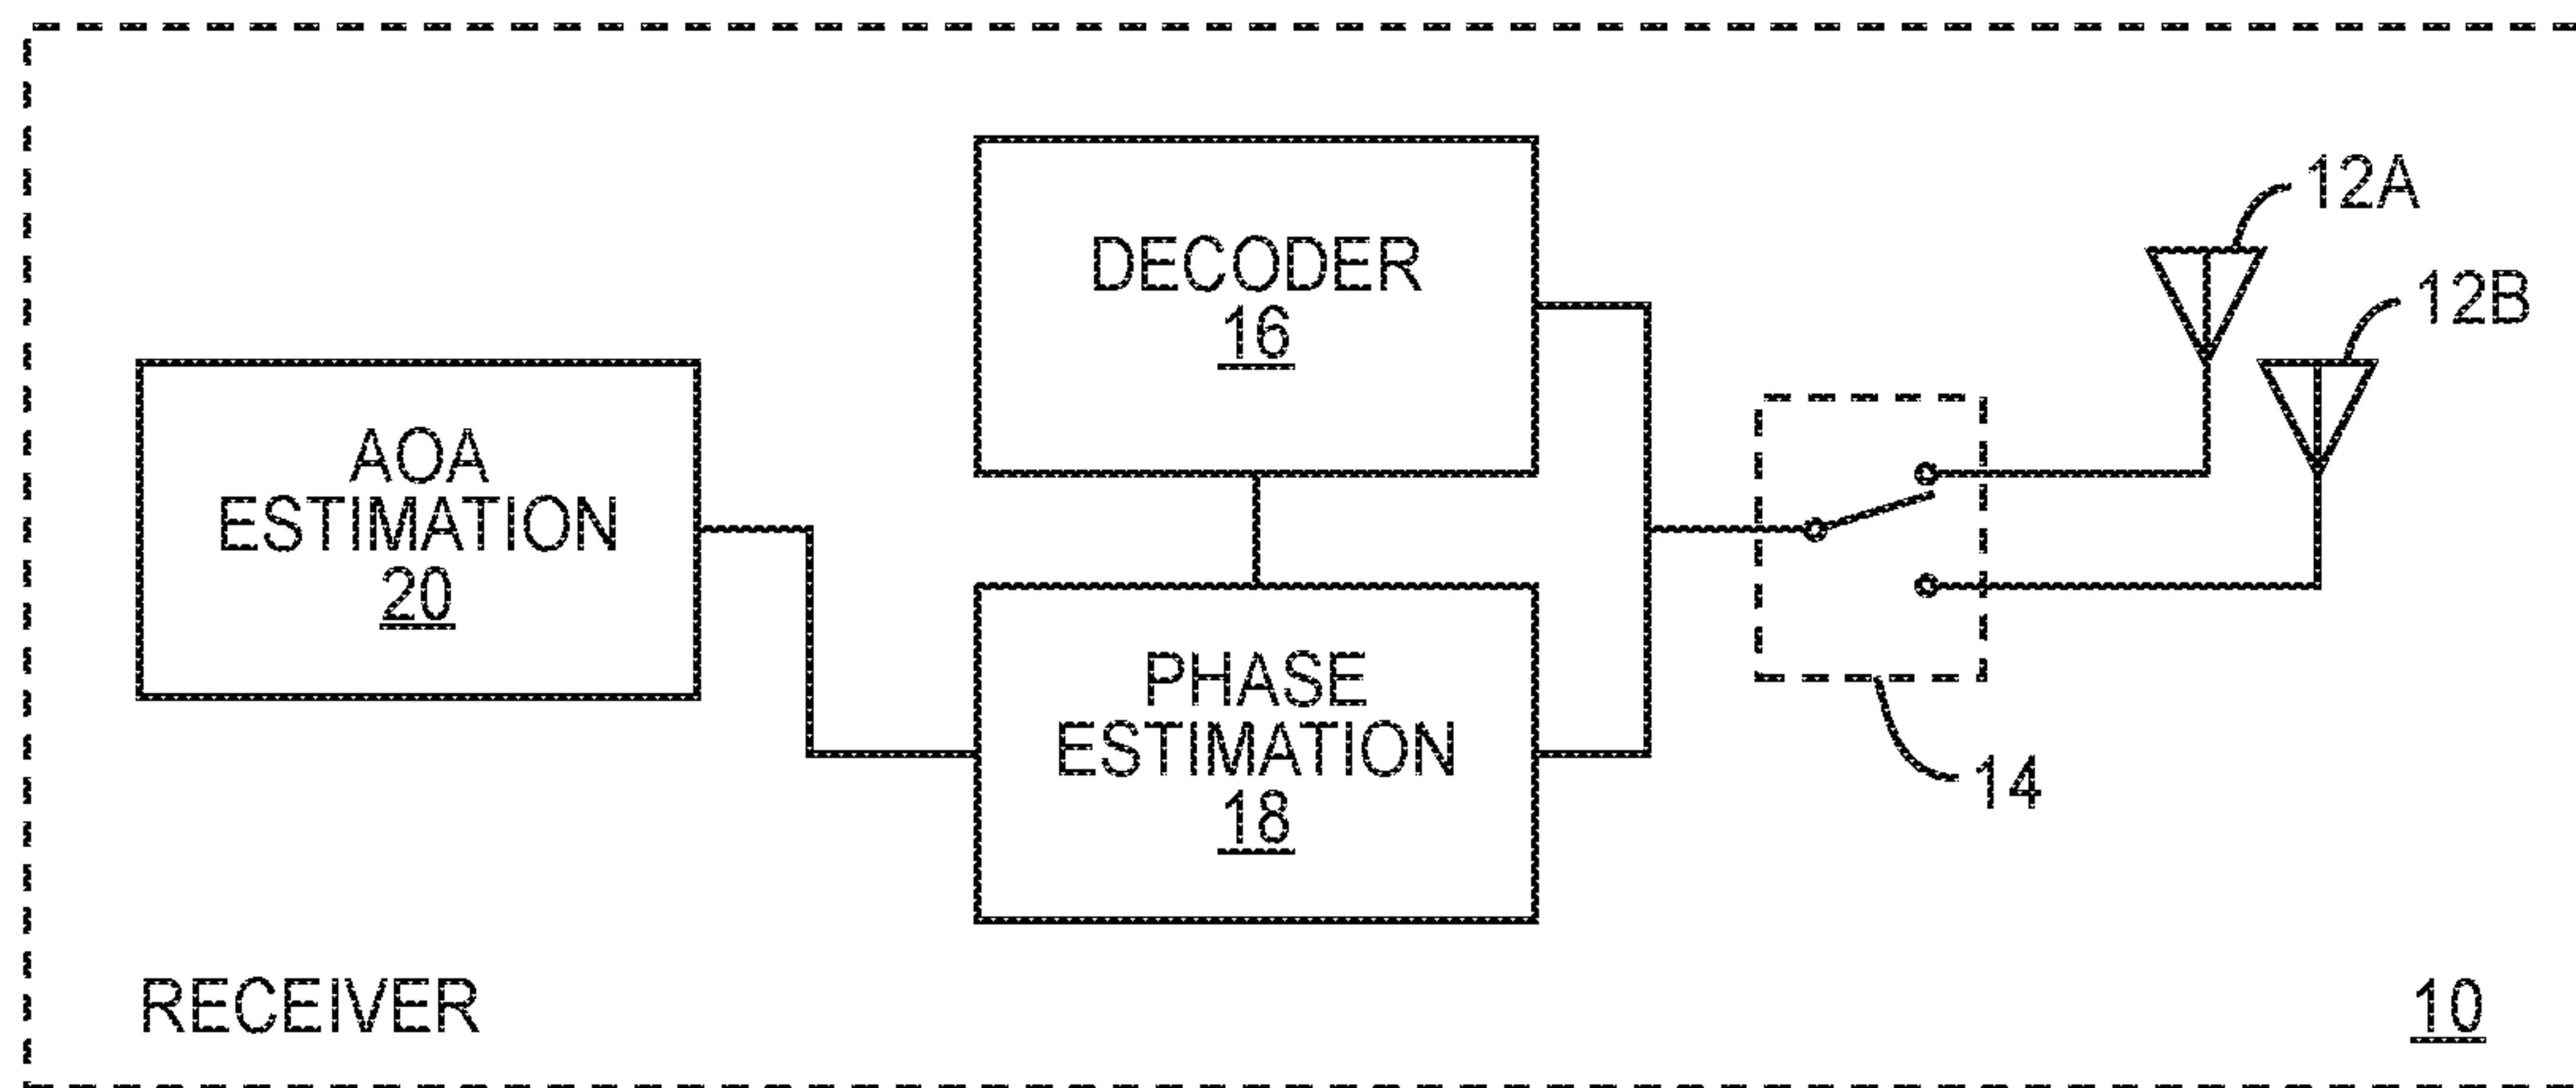 DECODER
16
12A
12B
AOA
ESTIMATION
20
PHASE
ESTIMATION
18
14
RECEIVER
10